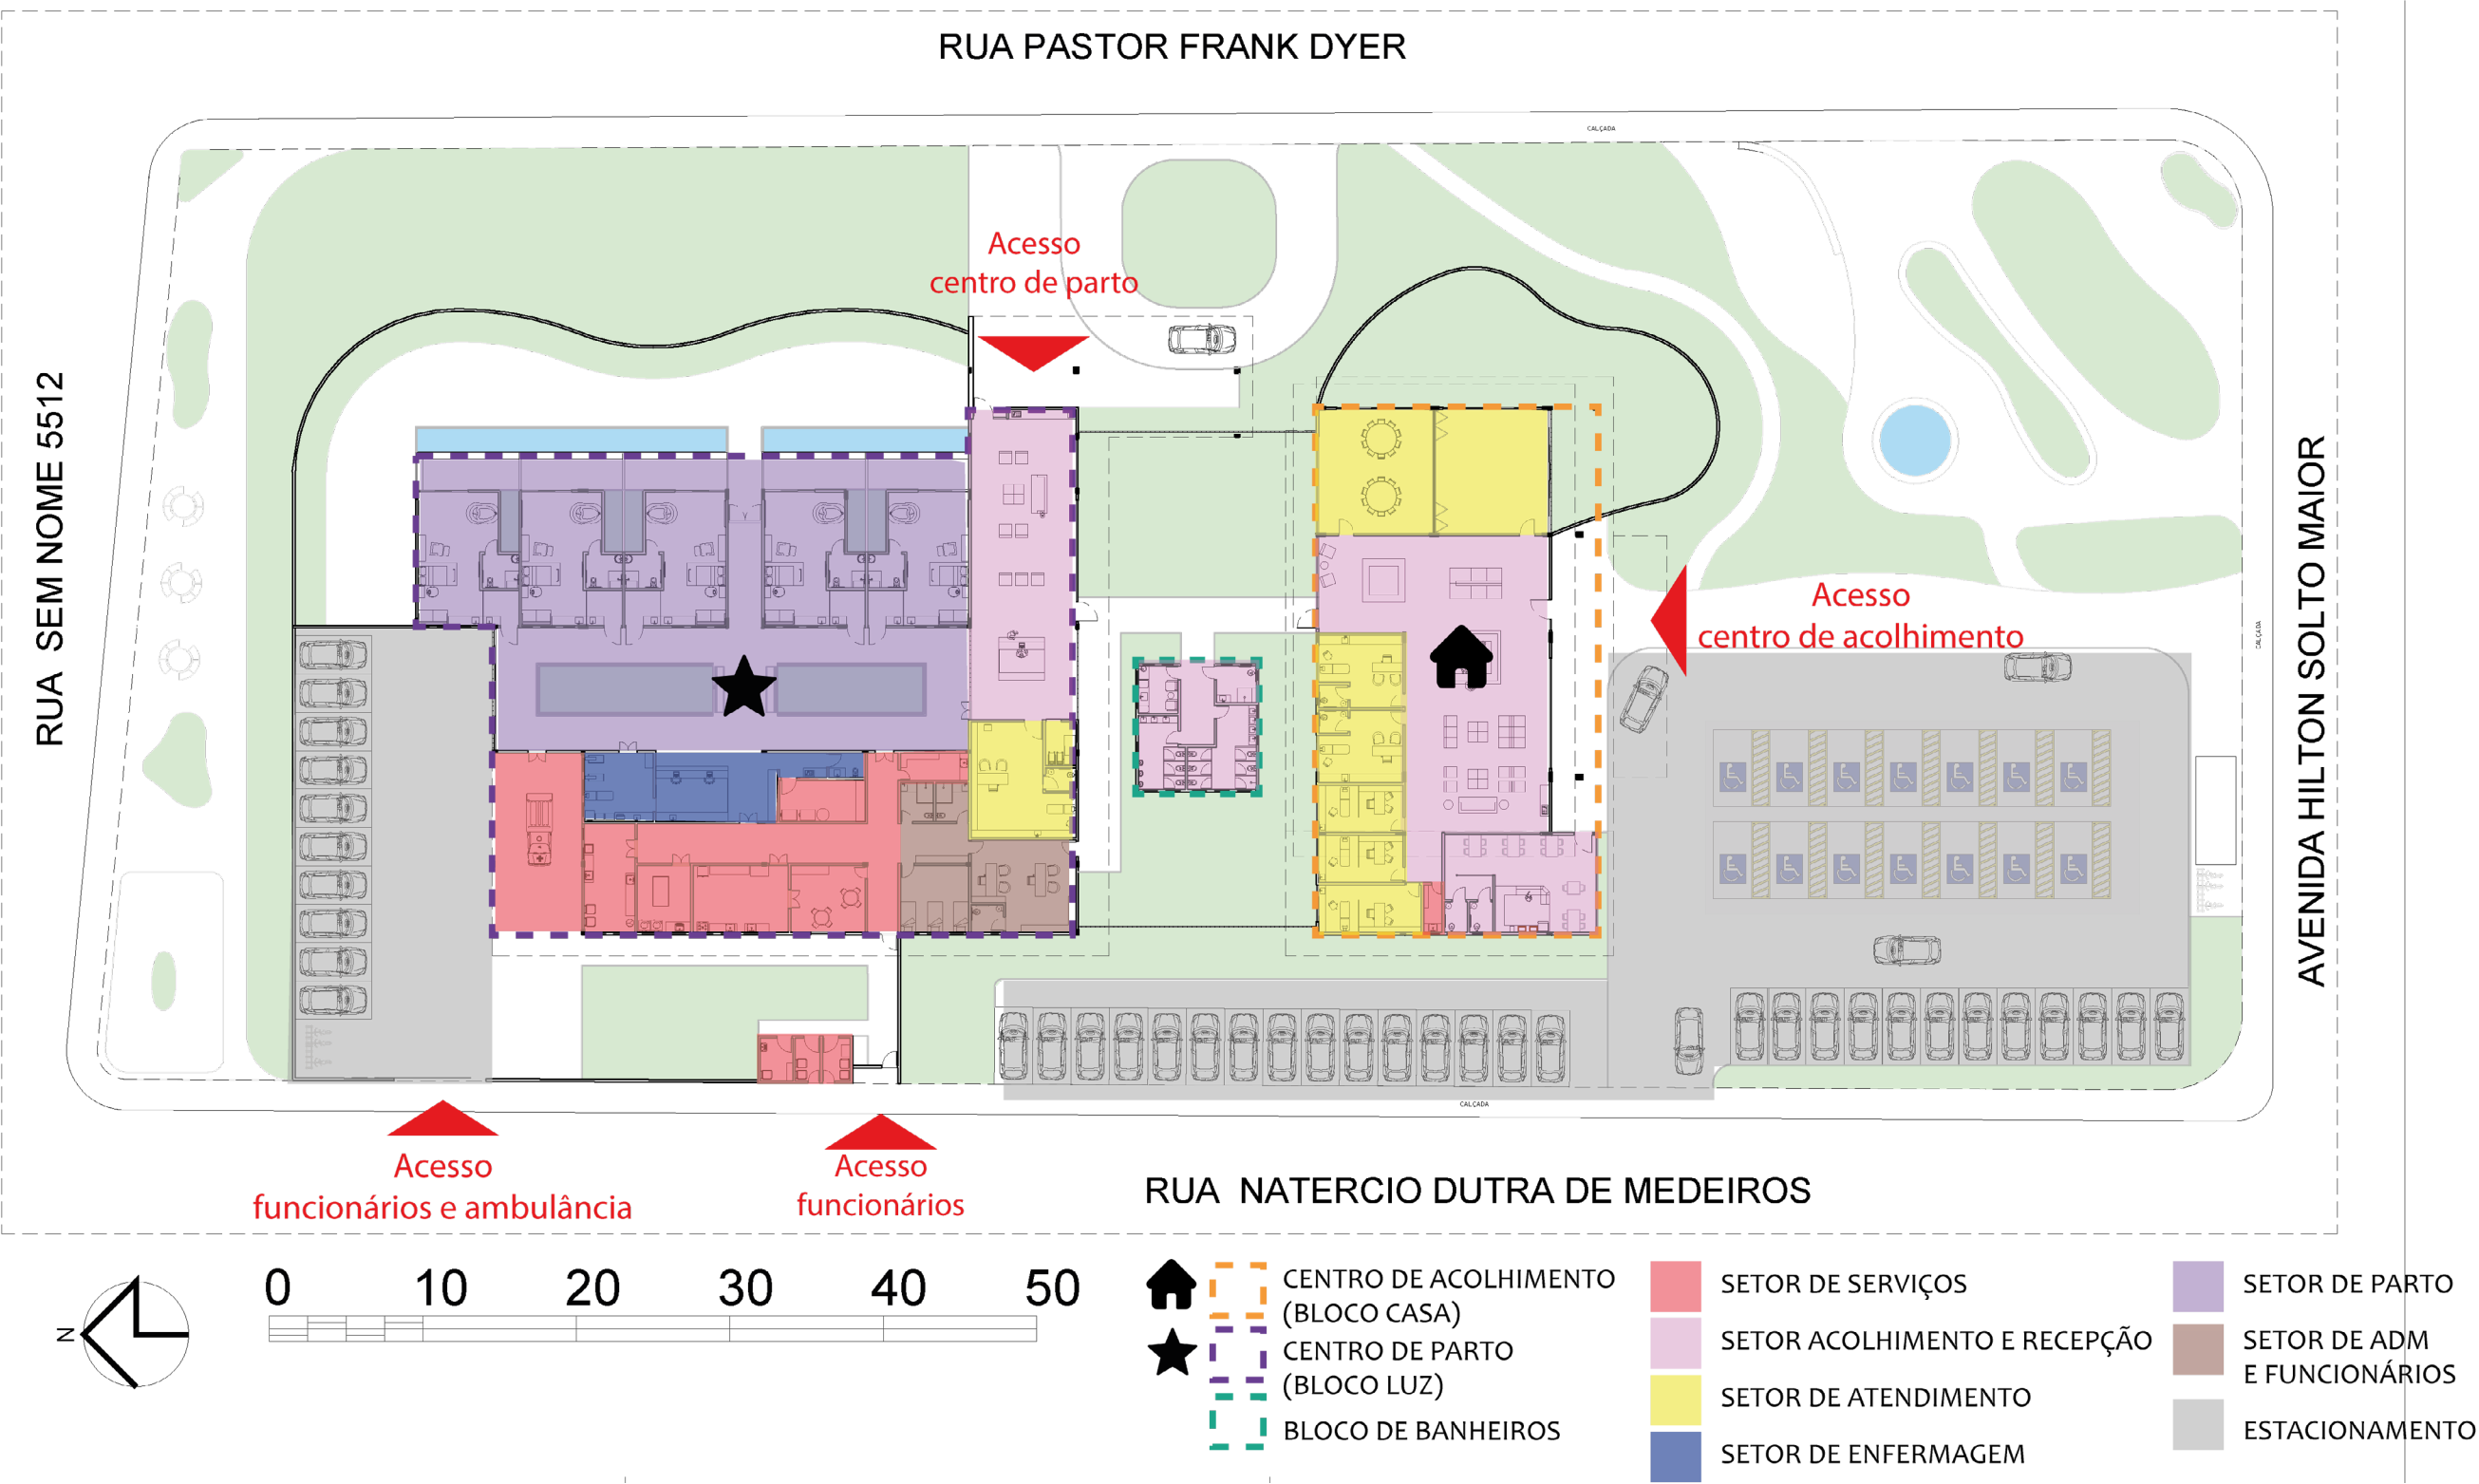 RUA PASTOR FRANK DYER
CALÇADA
Acesso
centro de parto
RUA SEM NOME 5512
Acesso
centro de acolhimento
CALÇADA
AVENIDA HILTON SOLTO MAIOR
CALÇADA
Acesso
funcionários e ambulância
Acesso
funcionários
RUA NATERCIO DUTRA DE MEDEIROS
N
0 10 20 30 40 50
CENTRO DE ACOLHIMENTO
(BLOCO CASA)
CENTRO DE PARTO
(BLOCO LUZ)
BLOCO DE BANHEIROS
SETOR DE SERVIÇOS
SETOR ACOLHIMENTO E RECEPÇÃO
SETOR DE ATENDIMENTO
SETOR DE ENFERMAGEM
SETOR DE PARTO
SETOR DE ADM
E FUNCIONÁRIOS
ESTACIONAMENTO